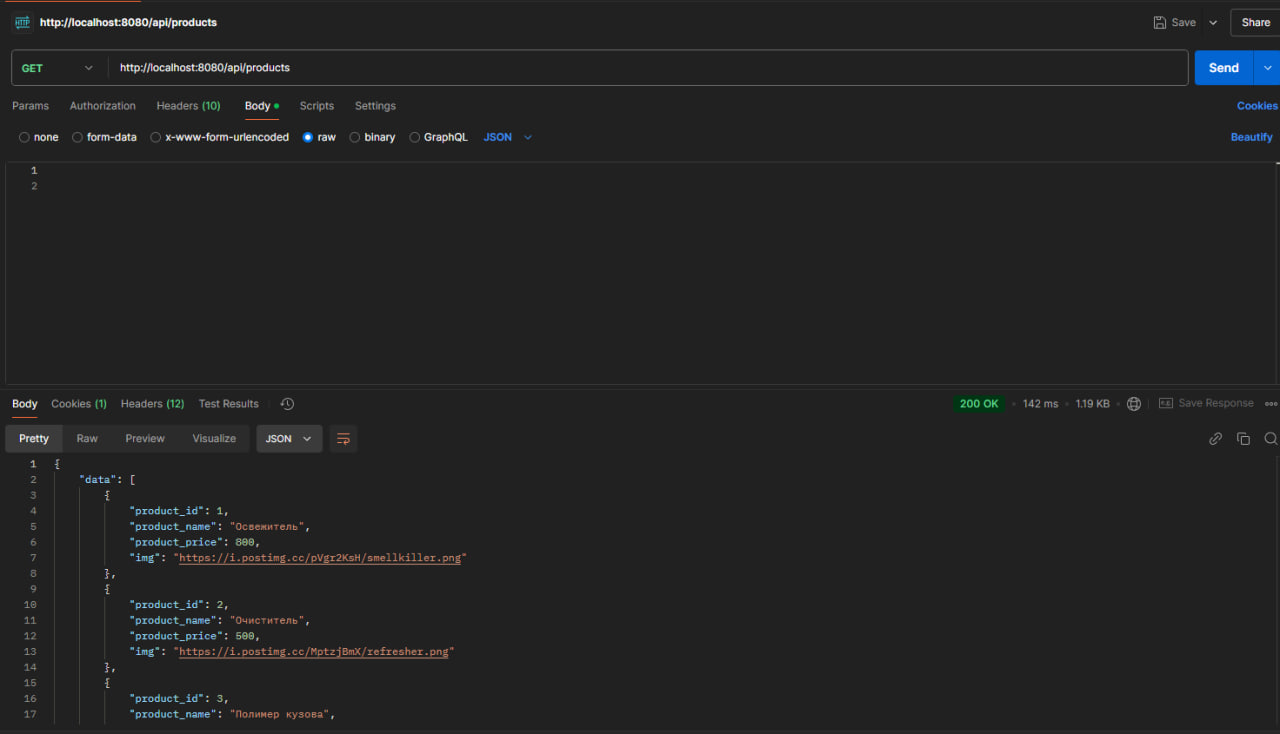 HTTP http://localhost:8080/api/products Save Share
GET http://localhost:8080/api/products Send
Params Authorization Headers (10) Body Scripts Settings Cookies
none form-data x-www-form-urlencoded raw binary GraphQL JSON Beautify
1
2
Body Cookies (1) Headers (12) Test Results 200 OK 142 ms 1.19 KB Save Response
Pretty Raw Preview Visualize JSON
1 {
2 "data": [
3 {
4 "product_id": 1,
5 "product_name": "Освежитель",
6 "product_price": 800,
7 "img": "https://i.postimg.cc/pVgr2KsH/smellkiller.png"
8 },
9 {
10 "product_id": 2,
11 "product_name": "Очиститель",
12 "product_price": 500,
13 "img": "https://i.postimg.cc/MptzjBmX/refresher.png"
14 },
15 {
16 "product_id": 3,
17 "product_name": "Полимер кузова",